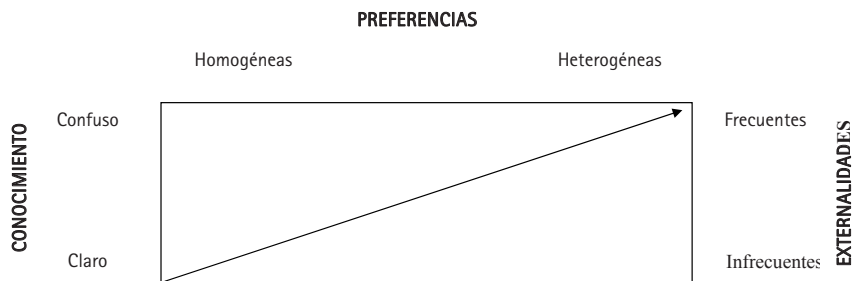 PREFERENCIAS
Homogéneas Heterogéneas
Confuso Frecuentes
CONOCIMIENTO
EXTERNALIDADES
Claro Infrecuentes